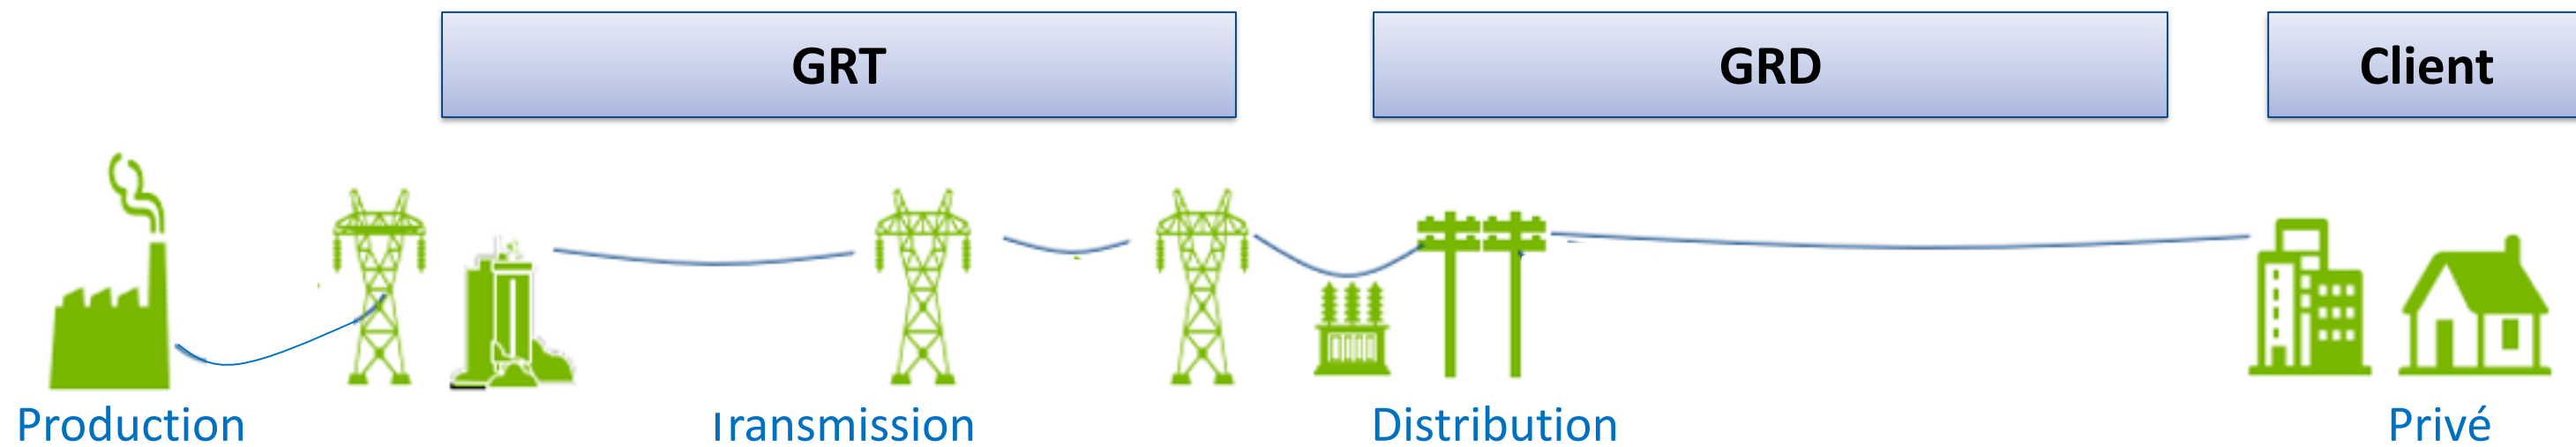 GRT GRD Client
Production Transmission Distribution Privé